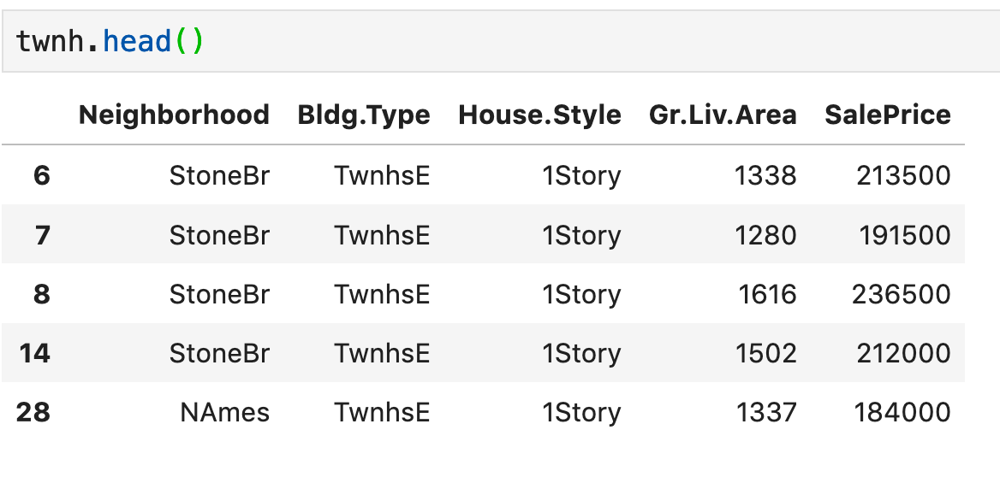 twnh.head()
Neighborhood Bldg.Type House.Style Gr.Liv.Area SalePrice
6 StoneBr TwnhsE 1Story 1338 213500
7 StoneBr TwnhsE 1Story 1280 191500
8 StoneBr TwnhsE 1Story 1616 236500
14 StoneBr TwnhsE 1Story 1502 212000
28 NAmes TwnhsE 1Story 1337 184000